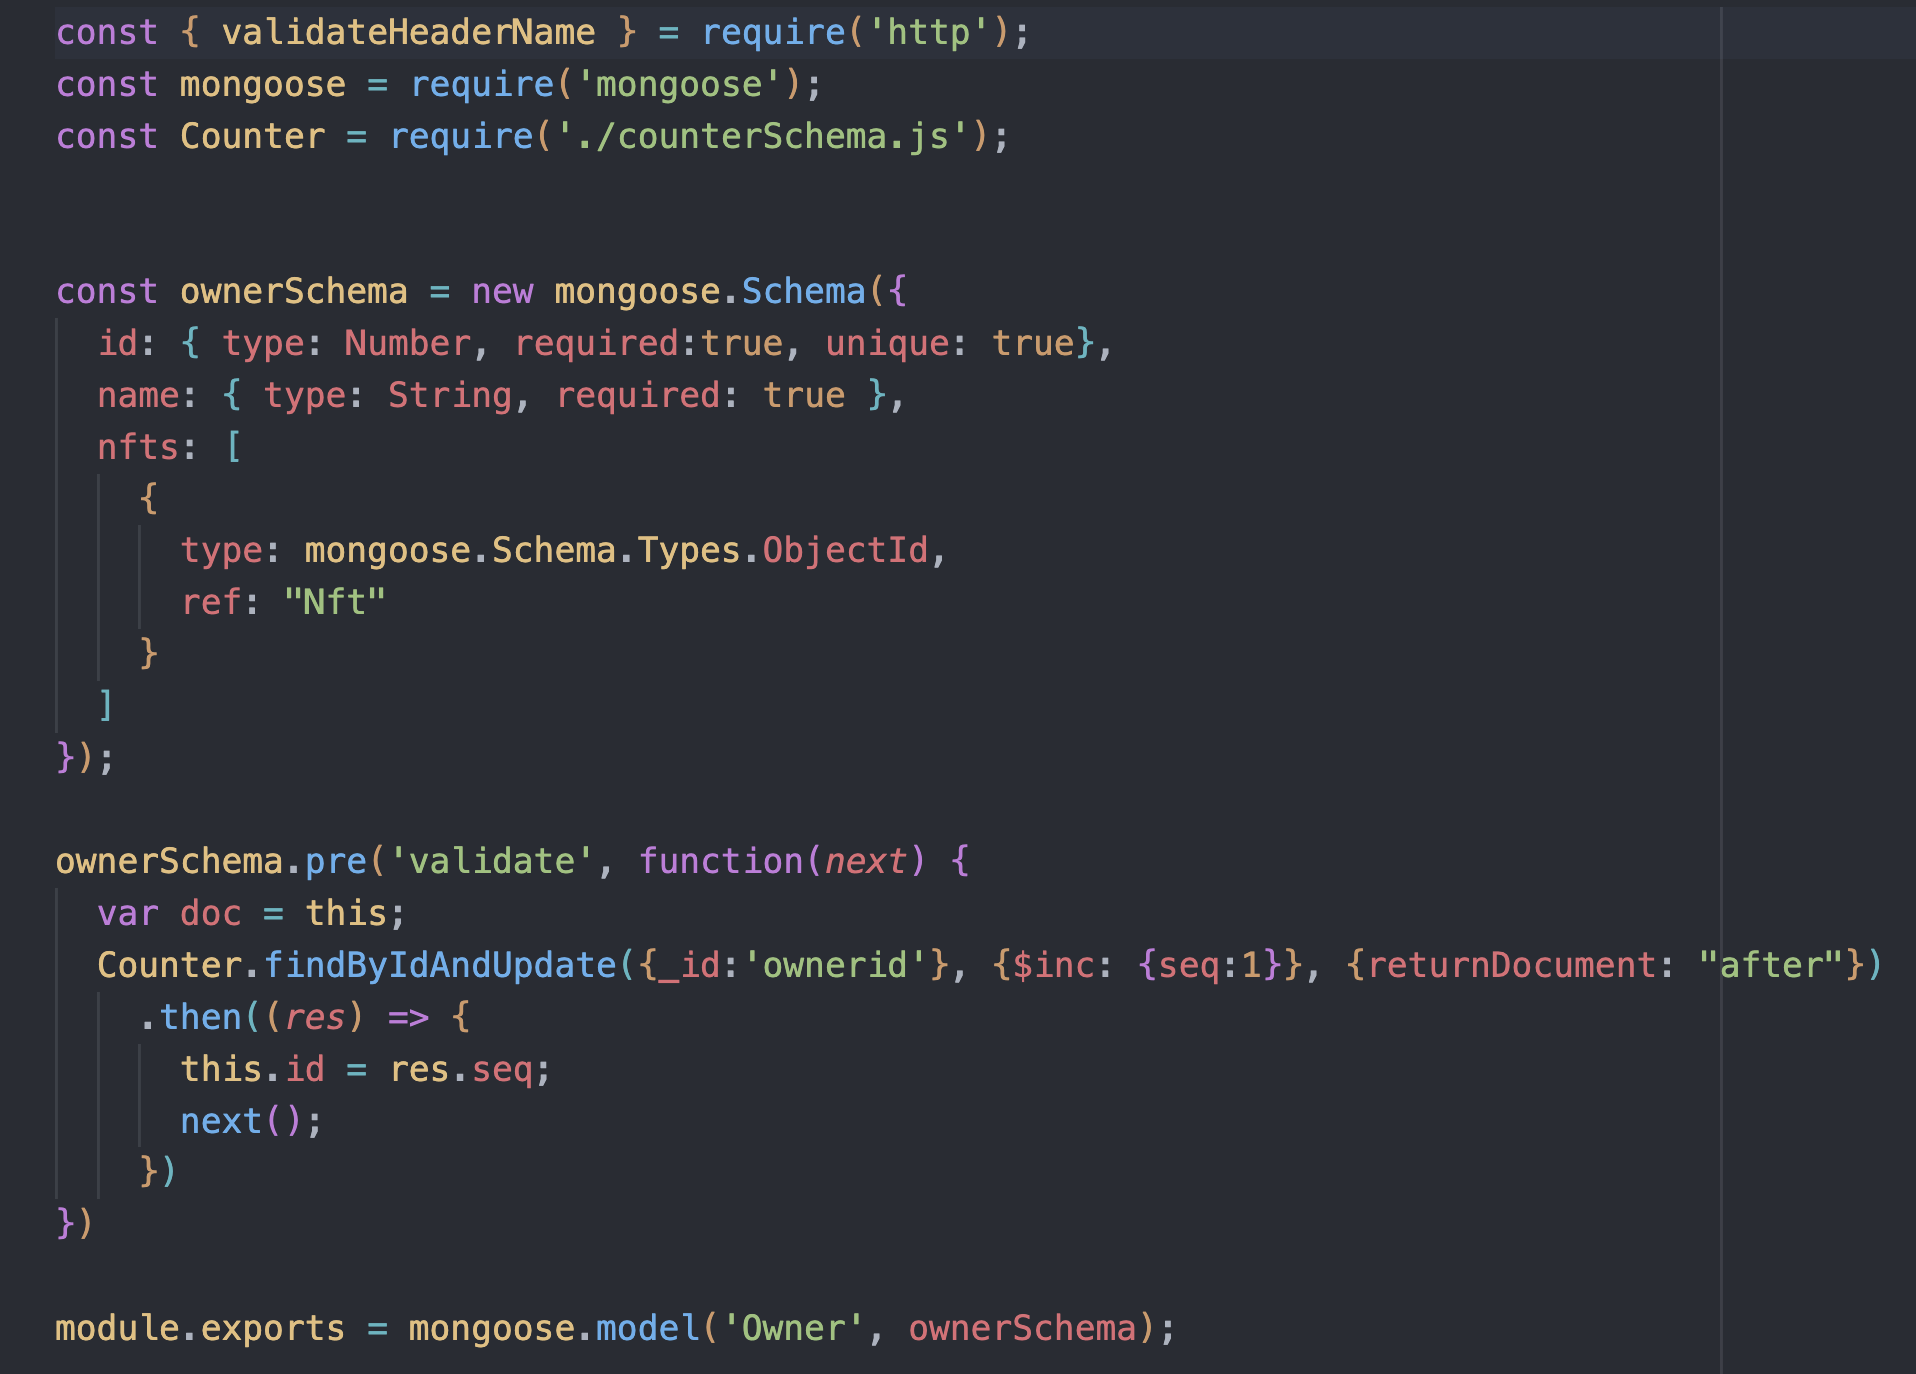 const { validateHeaderName } = require('http');
const mongoose = require('mongoose');
const Counter = require('./counterSchema.js');
const ownerSchema = new mongoose.Schema({
  id: { type: Number, required:true, unique: true},
  name: { type: String, required: true },
  nfts: [
    {
      type: mongoose.Schema.Types.ObjectId,
      ref: "Nft"
    }
  ]
});
ownerSchema.pre('validate', function(next) {
  var doc = this;
  Counter.findByIdAndUpdate({_id:'ownerid'}, {$inc: {seq:1}}, {returnDocument: "after"})
    .then((res) => {
      this.id = res.seq;
      next();
    })
})
module.exports = mongoose.model('Owner', ownerSchema);